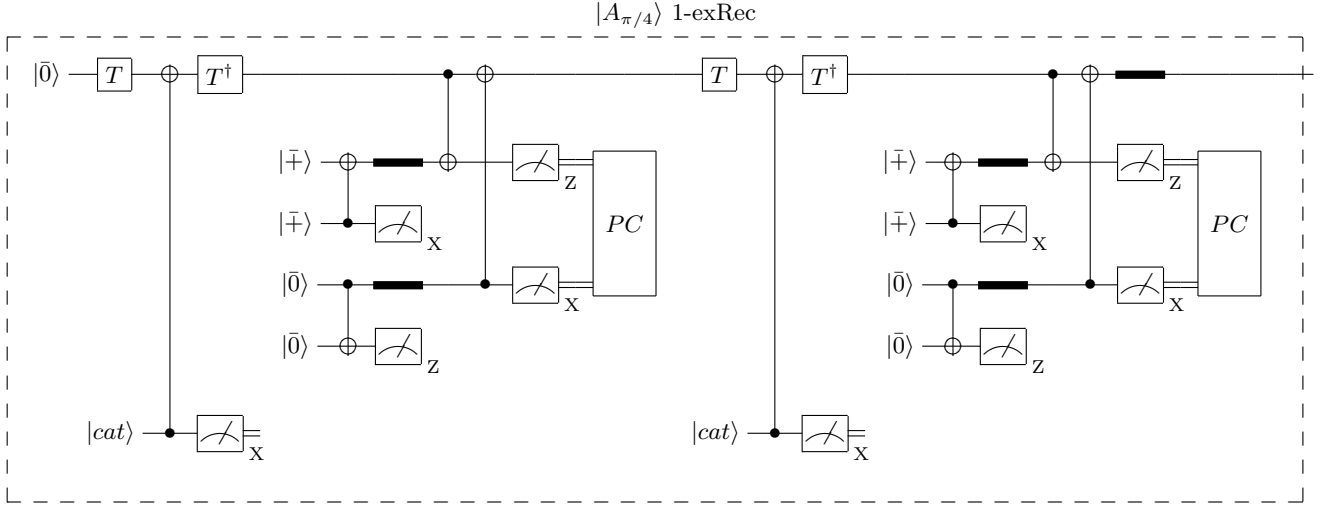 |A_{π/4}⟩ 1-exRec
|0̄⟩ T T† T T†
|+̄⟩ Z |+̄⟩ Z
|+̄⟩ X PC |+̄⟩ X PC
|0̄⟩ X |0̄⟩ X
|0̄⟩ Z |0̄⟩ Z
|cat⟩ X |cat⟩ X